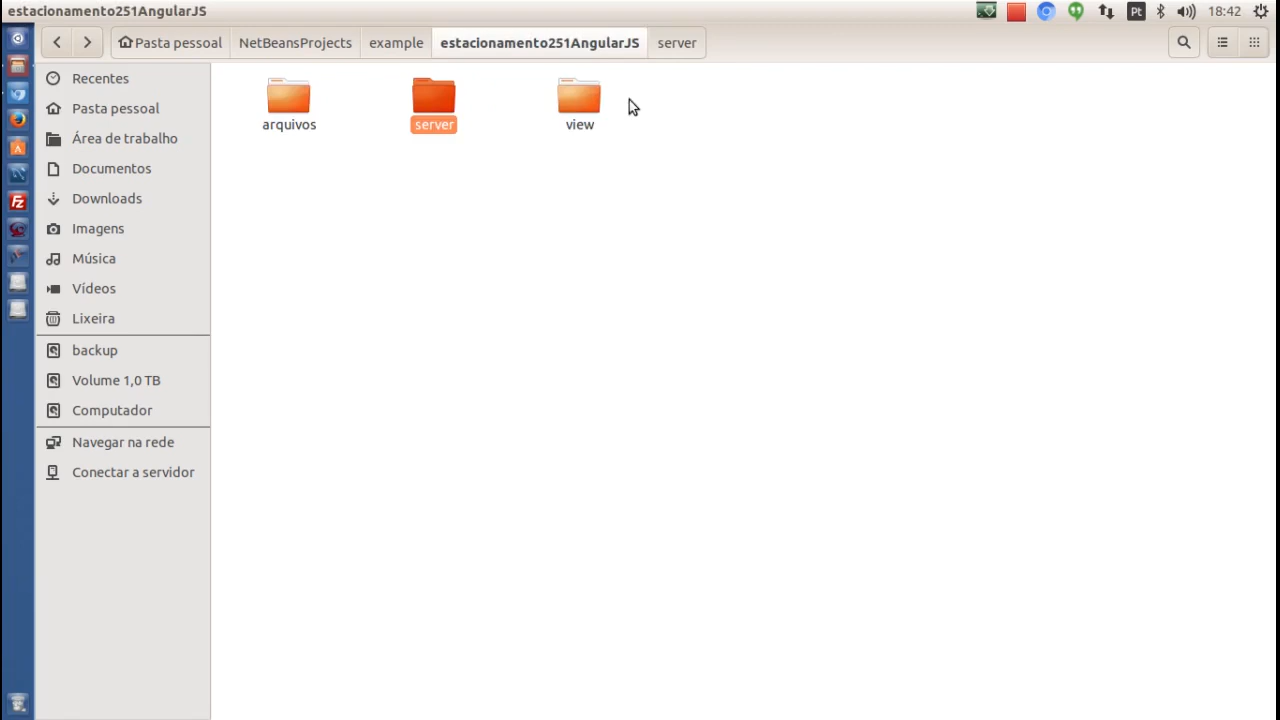 estacionamento251AngularJS
Pt
18:42
Pasta pessoal
NetBeansProjects
example
estacionamento251AngularJS
server
Recentes
Pasta pessoal
Área de trabalho
Documentos
Downloads
Imagens
Música
Vídeos
Lixeira
backup
Volume 1,0 TB
Computador
Navegar na rede
Conectar a servidor
arquivos
server
view
Fz